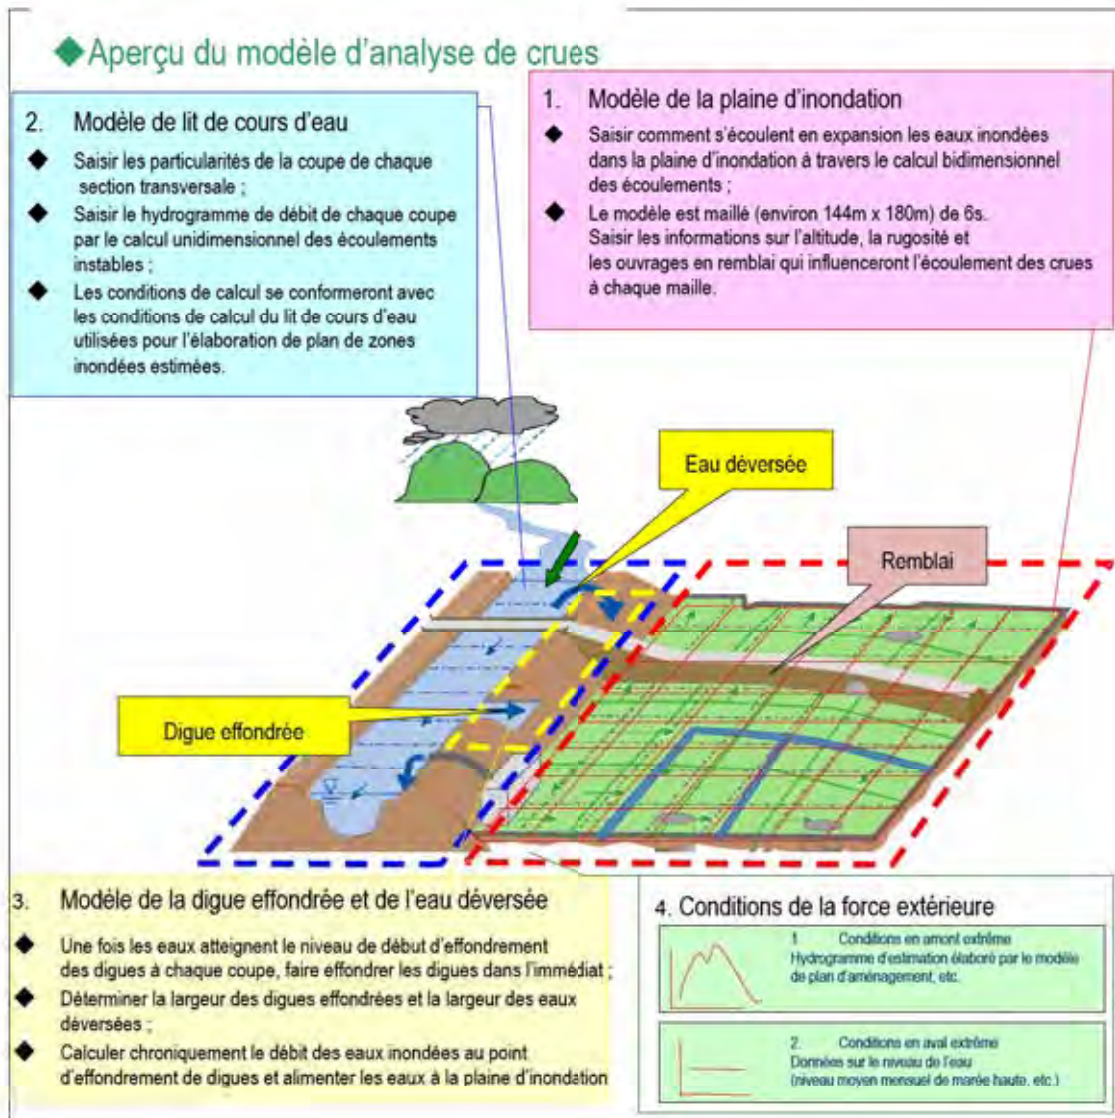 ◆Aperçu du modèle d'analyse de crues
2. Modèle de lit de cours d'eau
◆ Saisir les particularités de la coupe de chaque
section transversale ;
◆ Saisir le hydrogramme de débit de chaque coupe
par le calcul unidimensionnel des écoulements
instables ;
◆ Les conditions de calcul se conformeront avec
les conditions de calcul du lit de cours d'eau
utilisées pour l'élaboration de plan de zones
inondées estimées.
1. Modèle de la plaine d'inondation
◆ Saisir comment s'écoulent en expansion les eaux inondées
dans la plaine d'inondation à travers le calcul bidimensionnel
des écoulements ;
◆ Le modèle est maillé (environ 144m x 180m) de 6s.
Saisir les informations sur l'altitude, la rugosité et
les ouvrages en remblai qui influenceront l'écoulement des crues
à chaque maille.
Eau déversée
Remblai
Digue effondrée
3. Modèle de la digue effondrée et de l'eau déversée
◆ Une fois les eaux atteignent le niveau de début d'effondrement
des digues à chaque coupe, faire effondrer les digues dans l'immédiat ;
◆ Déterminer la largeur des digues effondrées et la largeur des eaux
déversées ;
◆ Calculer chroniquement le débit des eaux inondées au point
d'effondrement de digues et alimenter les eaux à la plaine d'inondation
4. Conditions de la force extérieure
1 Conditions en amont extrême
Hydrogramme d'estimation élaboré par le modèle
de plan d'aménagement, etc.
2. Conditions en aval extrême
Données sur le niveau de l'eau
(niveau moyen mensuel de marée haute, etc.)